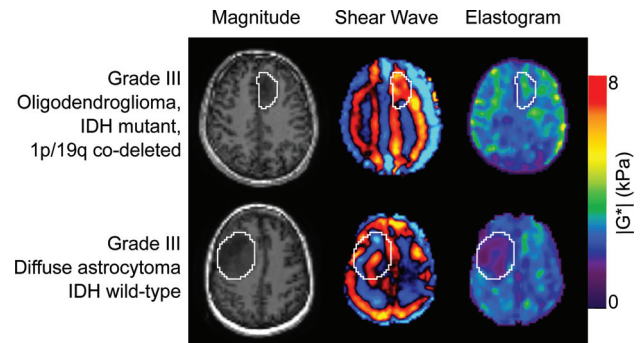 Magnitude Shear Wave Elastogram
Grade III
Oligodendroglioma,
IDH mutant,
1p/19q co-deleted
8
|G*| (kPa)
0
Grade III
Diffuse astrocytoma
IDH wild-type